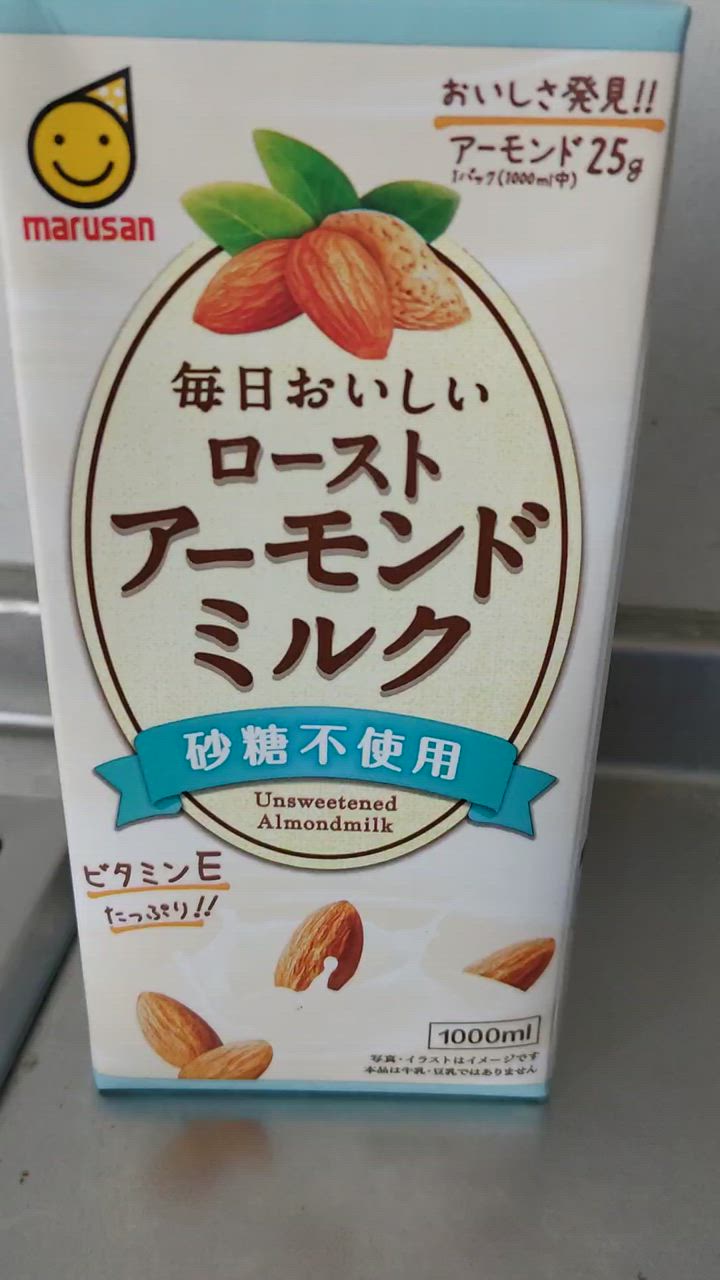 marusan
おいしさ発見!!
アーモンド25g
1パック(1000ml中)
毎日おいしい
ロースト
アーモンド
ミルク
砂糖不使用
Unsweetened
Almondmilk
ビタミンE
たっぷり!!
1000ml
写真・イラストはイメージです
本品は牛乳・豆乳ではありません